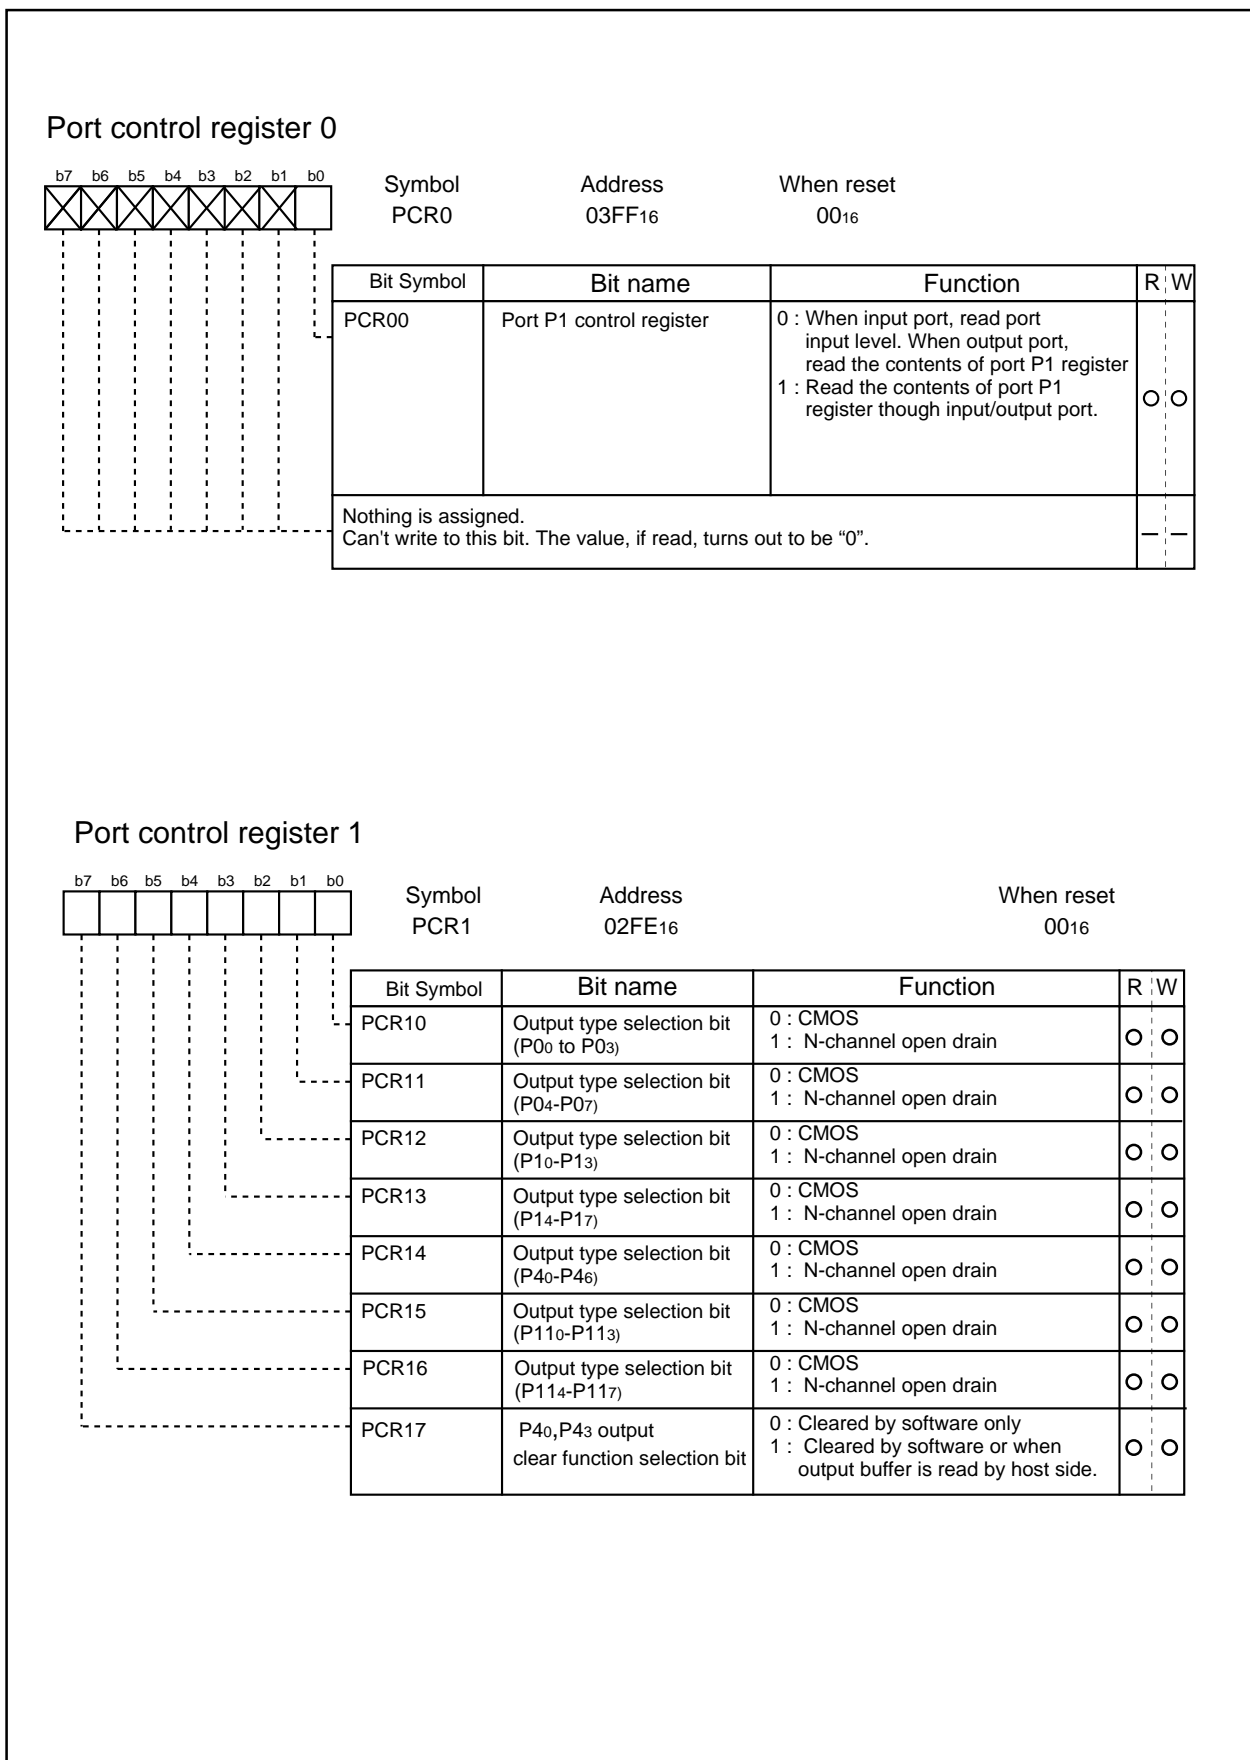 Port control register 0
b7 b6 b5 b4 b3 b2 b1 b0
Symbol Address When reset
PCR0 03FF16 0016
Bit Symbol Bit name Function R W
PCR00 Port P1 control register 0 : When input port, read port
input level. When output port,
read the contents of port P1 register
1 : Read the contents of port P1
register though input/output port.
Nothing is assigned.
Can't write to this bit. The value, if read, turns out to be “0”.
Port control register 1
b7 b6 b5 b4 b3 b2 b1 b0
Symbol Address When reset
PCR1 02FE16 0016
Bit Symbol Bit name Function R W
PCR10 Output type selection bit 0 : CMOS
(P00 to P03) 1 : N-channel open drain
PCR11 Output type selection bit 0 : CMOS
(P04-P07) 1 : N-channel open drain
PCR12 Output type selection bit 0 : CMOS
(P10-P13) 1 : N-channel open drain
PCR13 Output type selection bit 0 : CMOS
(P14-P17) 1 : N-channel open drain
PCR14 Output type selection bit 0 : CMOS
(P40-P46) 1 : N-channel open drain
PCR15 Output type selection bit 0 : CMOS
(P110-P113) 1 : N-channel open drain
PCR16 Output type selection bit 0 : CMOS
(P114-P117) 1 : N-channel open drain
PCR17 P40,P43 output 0 : Cleared by software only
clear function selection bit 1 : Cleared by software or when
output buffer is read by host side.